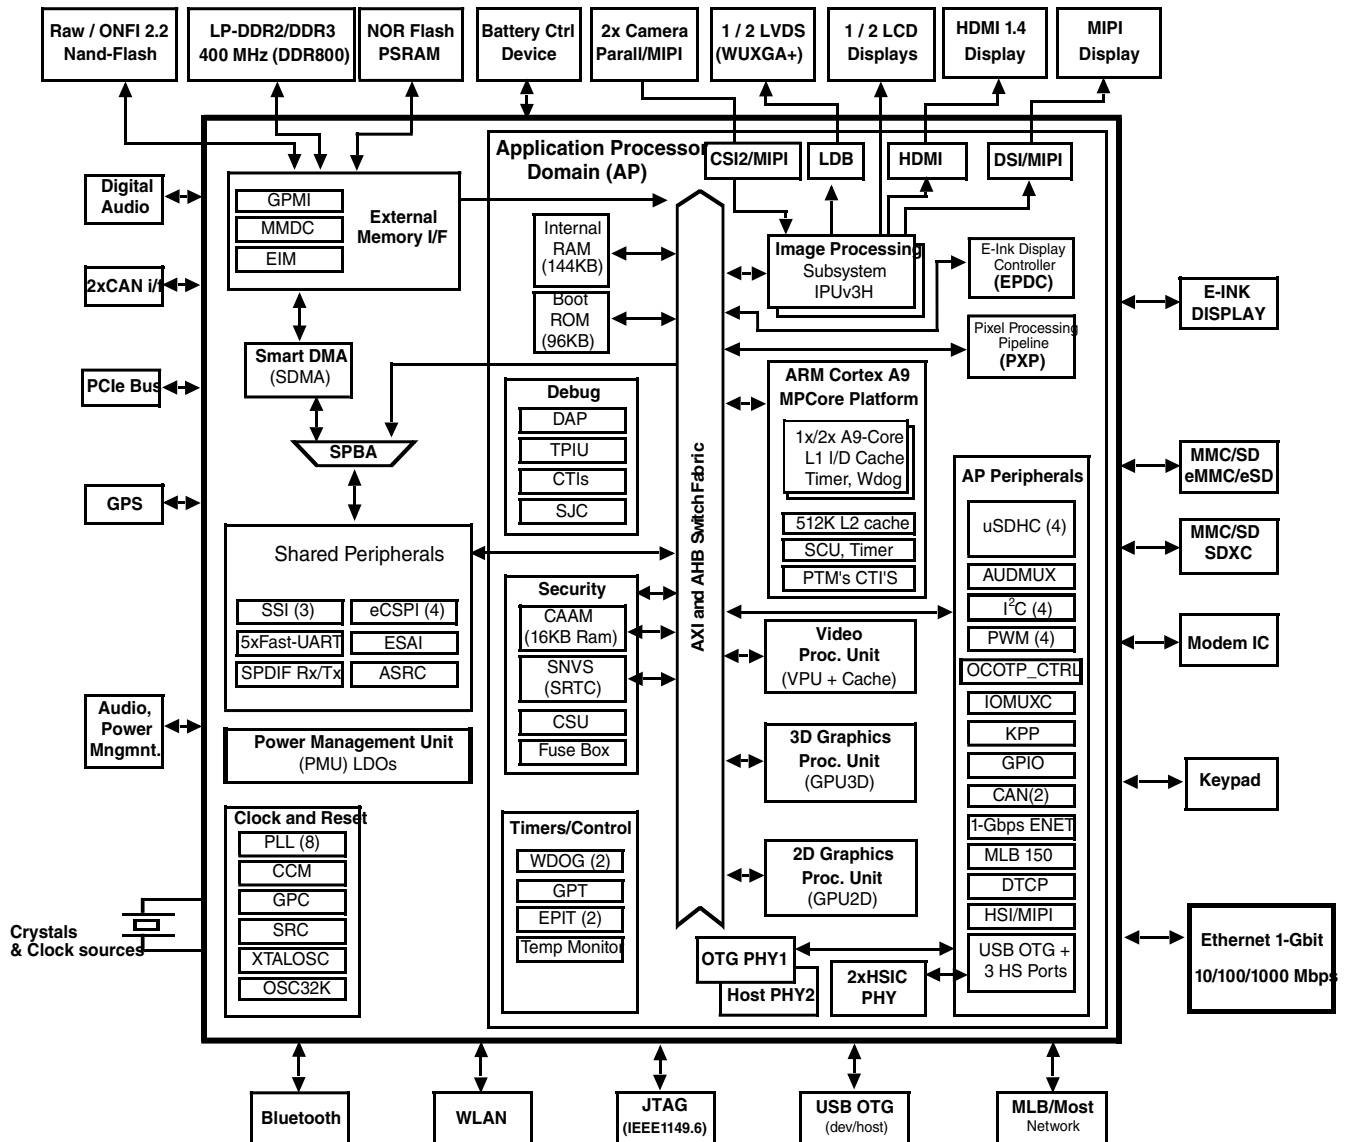 Raw / ONFI 2.2
Nand-Flash
LP-DDR2/DDR3
400 MHz (DDR800)
NOR Flash
PSRAM
Battery Ctrl
Device
2x Camera
Parall/MIPI
1 / 2 LVDS
(WUXGA+)
1 / 2 LCD
Displays
HDMI 1.4
Display
MIPI
Display
Digital
Audio
2xCAN i/f
PCIe Bus
GPS
Audio,
Power
Mngmnt.
Crystals
& Clock sources
External
Memory I/F
GPMI
MMDC
EIM
Smart DMA
(SDMA)
SPBA
Shared Peripherals
SSI (3)
eCSPI (4)
5xFast-UART
ESAI
SPDIF Rx/Tx
ASRC
Power Management Unit
(PMU) LDOs
Clock and Reset
PLL (8)
CCM
GPC
SRC
XTALOSC
OSC32K
Application Processor
Domain (AP)
Internal
RAM
(144KB)
Boot
ROM
(96KB)
Debug
DAP
TPIU
CTIs
SJC
Security
CAAM
(16KB Ram)
SNVS
(SRTC)
CSU
Fuse Box
Timers/Control
WDOG (2)
GPT
EPIT (2)
Temp Monitor
AXI and AHB Switch Fabric
CSI2/MIPI
LDB
HDMI
DSI/MIPI
Image Processing
Subsystem
IPUv3H
E-Ink Display
Controller
(EPDC)
Pixel Processing
Pipeline
(PXP)
ARM Cortex A9
MPCore Platform
1x/2x A9-Core
L1 I/D Cache
Timer, Wdog
512K L2 cache
SCU, Timer
PTM's CTI'S
Video
Proc. Unit
(VPU + Cache)
3D Graphics
Proc. Unit
(GPU3D)
2D Graphics
Proc. Unit
(GPU2D)
OTG PHY1
Host PHY2
2xHSIC
PHY
AP Peripherals
uSDHC (4)
AUDMUX
I2C (4)
PWM (4)
OCOTP_CTRL
IOMUXC
KPP
GPIO
CAN(2)
1-Gbps ENET
MLB 150
DTCP
HSI/MIPI
USB OTG +
3 HS Ports
E-INK
DISPLAY
MMC/SD
eMMC/eSD
MMC/SD
SDXC
Modem IC
Keypad
Ethernet 1-Gbit
10/100/1000 Mbps
Bluetooth
WLAN
JTAG
(IEEE1149.6)
USB OTG
(dev/host)
MLB/Most
Network